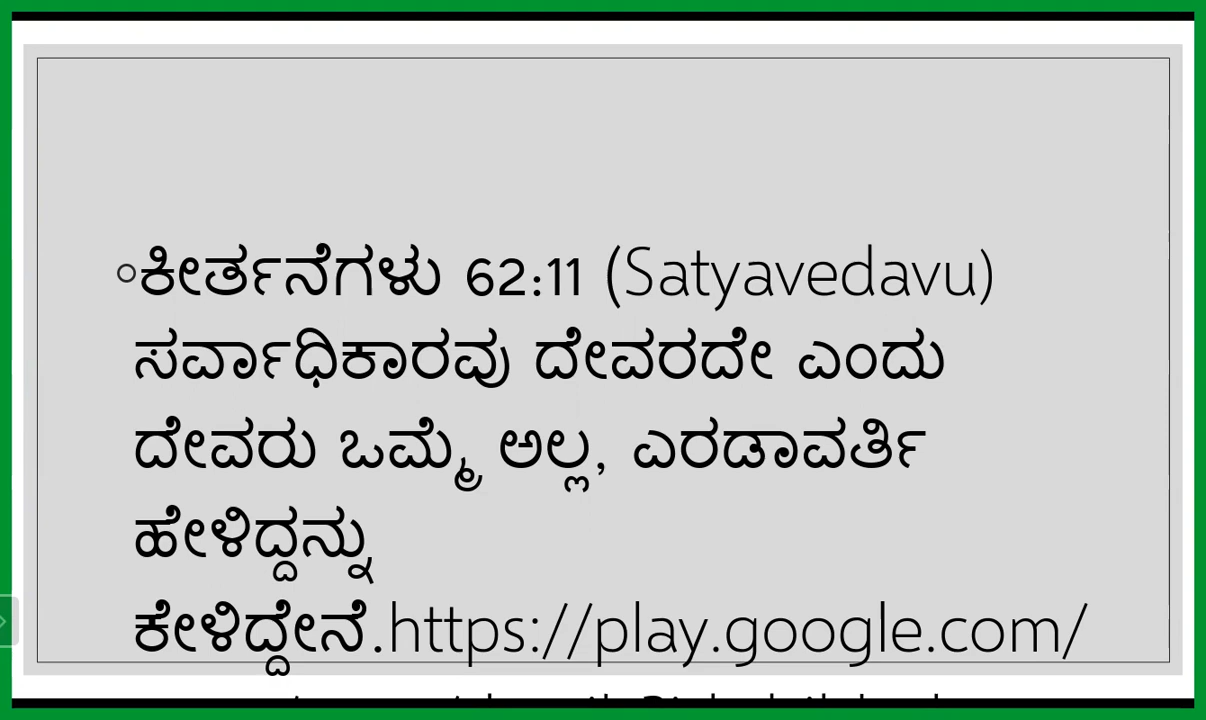 ◦ಕೀರ್ತನೆಗಳು 62:11 (Satyavedavu)
ಸರ್ವಾಧಿಕಾರವು ದೇವರದೇ ಎಂದು
ದೇವರು ಒಮ್ಮೆ ಅಲ್ಲ, ಎರಡಾವರ್ತಿ
ಹೇಳಿದ್ದನ್ನು
ಕೇಳಿದ್ದೇನೆ.https://play.google.com/